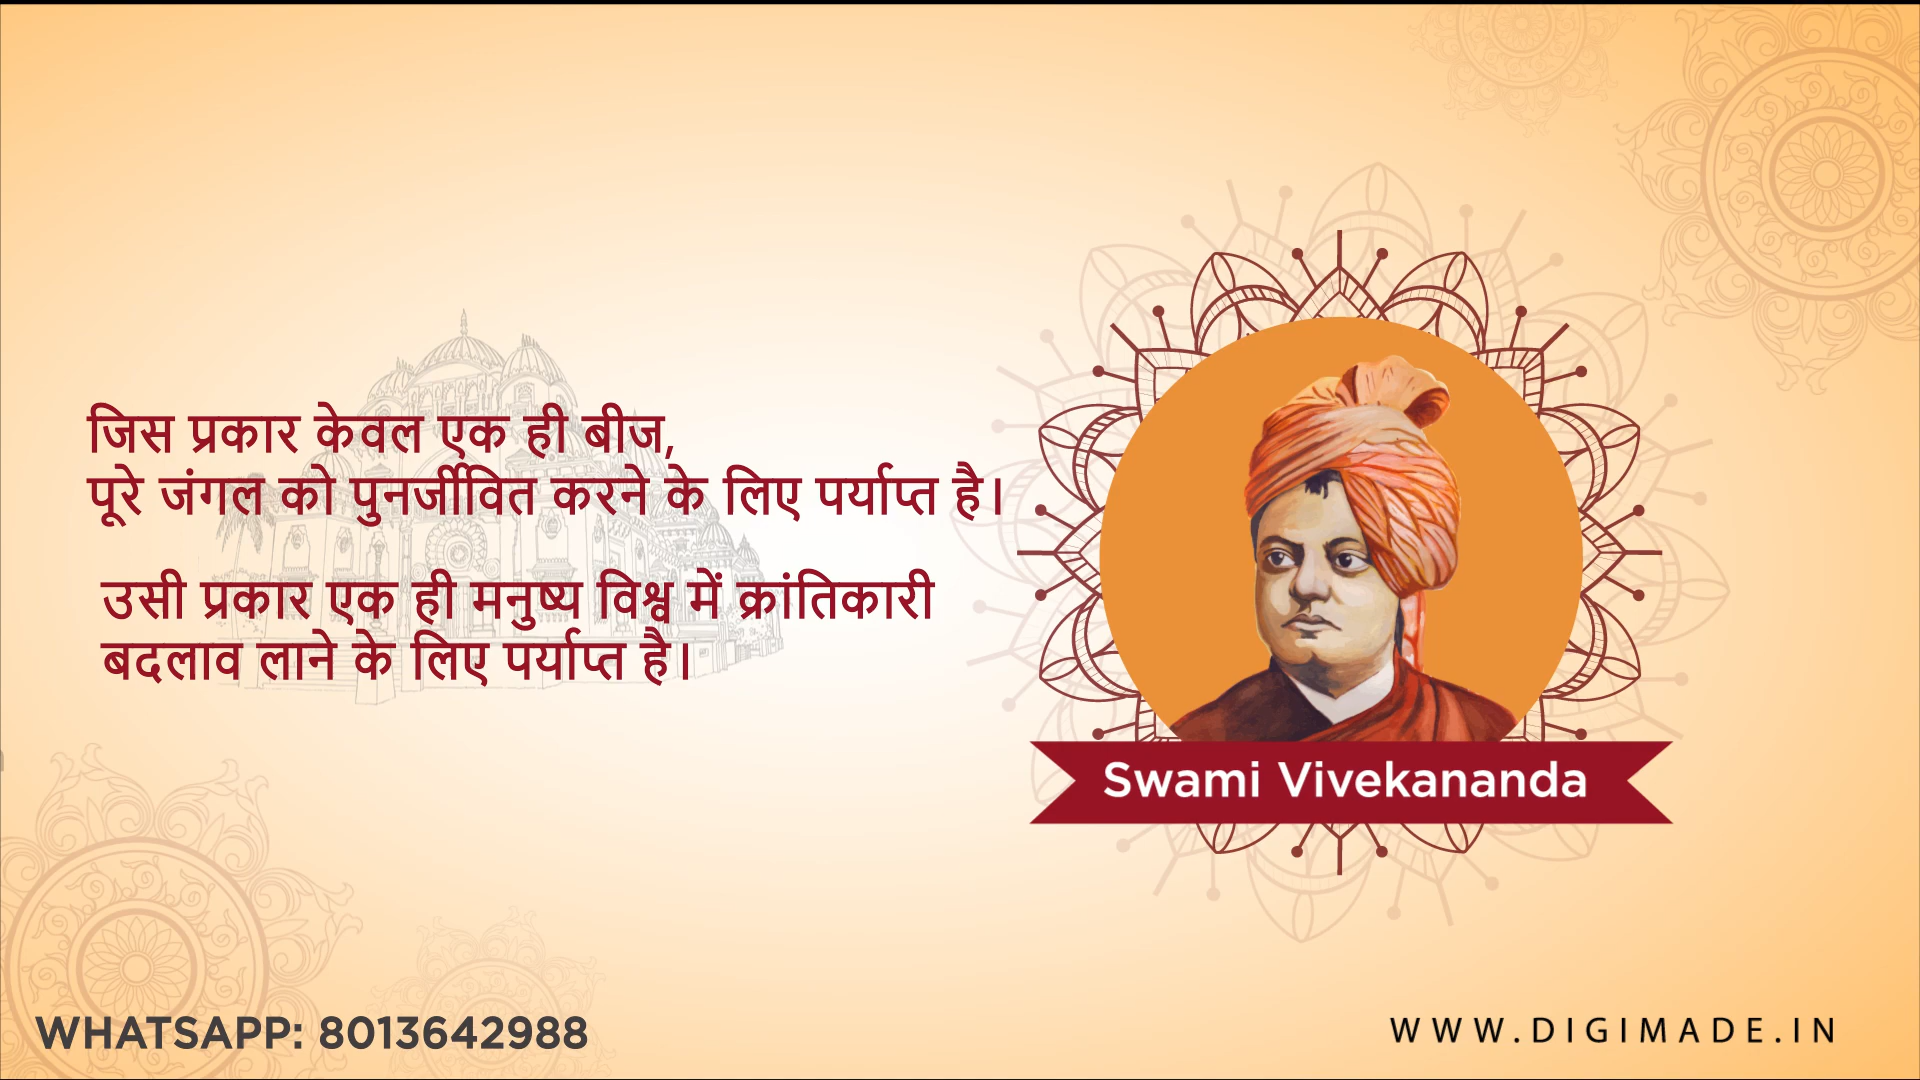 जिस प्रकार केवल एक ही बीज,
पूरे जंगल को पुनर्जीवित करने के लिए पर्याप्त है।
उसी प्रकार एक ही मनुष्य विश्व में क्रांतिकारी
बदलाव लाने के लिए पर्याप्त है।
Swami Vivekananda
WHATSAPP: 8013642988
WWW.DIGIMADE.IN